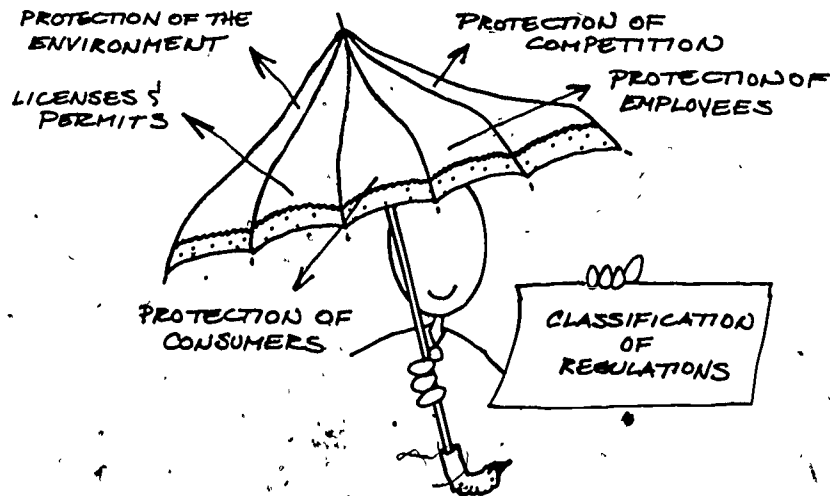 PROTECTION OF THE
ENVIRONMENT
LICENSES &
PERMITS
PROTECTION OF
COMPETITION
PROTECTION OF
EMPLOYEES
PROTECTION OF
CONSUMERS
CLASSIFICATION
OF
REGULATIONS